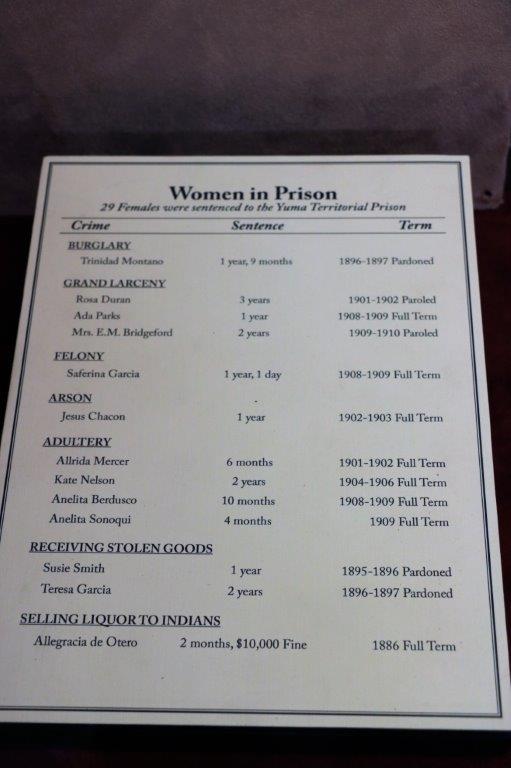 Women in Prison
29 Females were sentenced to the Yuma Territorial Prison
Crime Sentence Term
BURGLARY
Trinidad Montano 1 year, 9 months 1896-1897 Pardoned
GRAND LARCENY
Rosa Duran 3 years 1901-1902 Paroled
Ada Parks 1 year 1908-1909 Full Term
Mrs. E.M. Bridgeford 2 years 1909-1910 Paroled
FELONY
Saferina Garcia 1 year, 1 day 1908-1909 Full Term
ARSON
Jesus Chacon 1 year 1902-1903 Full Term
ADULTERY
Allrida Mercer 6 months 1901-1902 Full Term
Kate Nelson 2 years 1904-1906 Full Term
Anelita Berdusco 10 months 1908-1909 Full Term
Anelita Sonoqui 4 months 1909 Full Term
RECEIVING STOLEN GOODS
Susie Smith 1 year 1895-1896 Pardoned
Teresa Garcia 2 years 1896-1897 Pardoned
SELLING LIQUOR TO INDIANS
Allegracia de Otero 2 months, $10,000 Fine 1886 Full Term